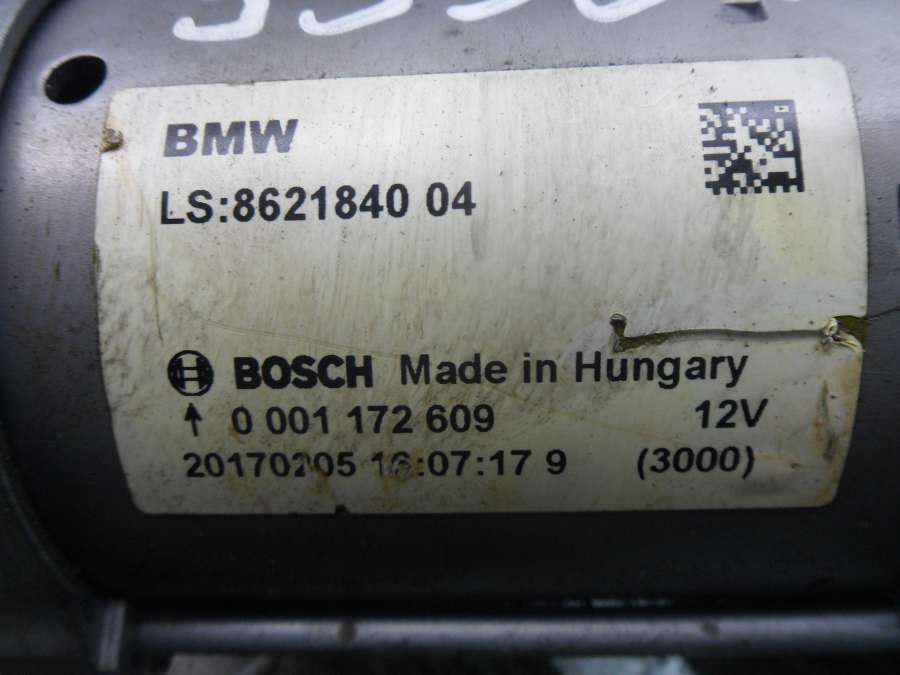 BMW
LS:8621840 04
BOSCH Made in Hungary
↑ 0 001 172 609 12V
20170205 16:07:17 9 (3000)